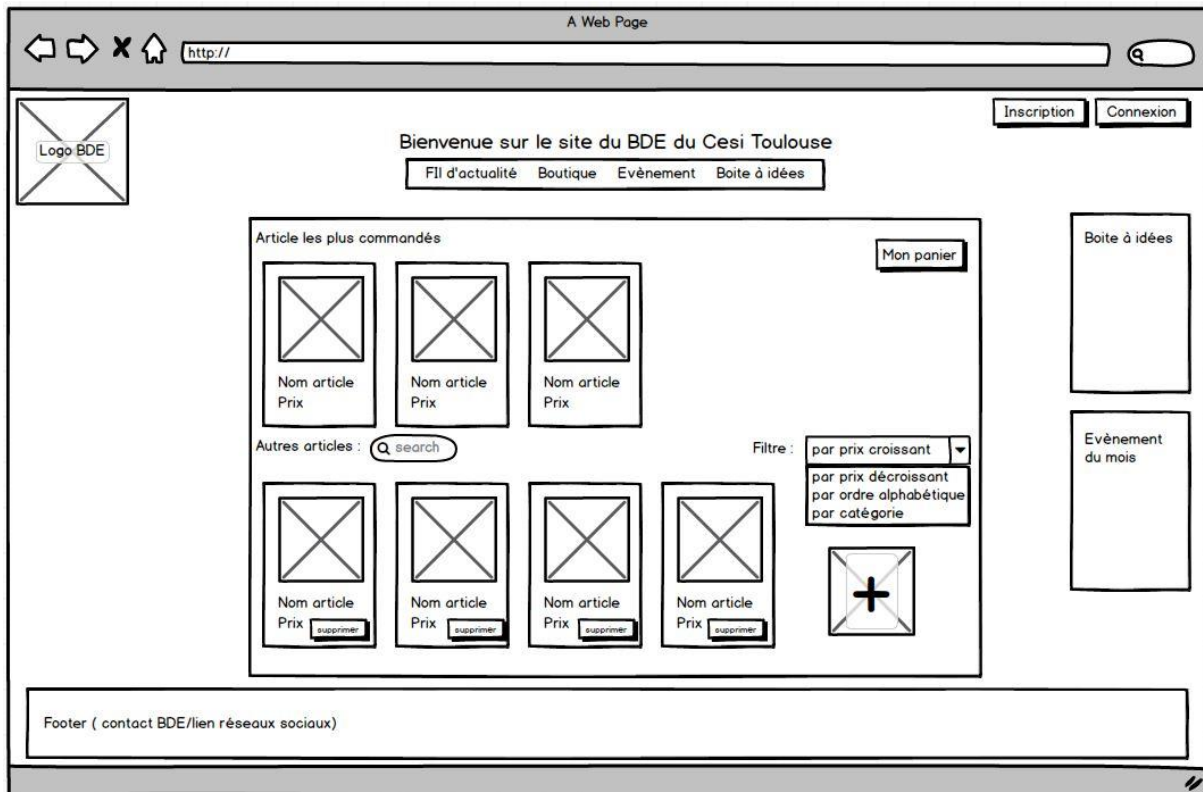 A Web Page
http://
Inscription
Connexion
Logo BDE
Bienvenue sur le site du BDE du Cesi Toulouse
FIl d'actualité Boutique Evènement Boite à idées
Article les plus commandés
Mon panier
Nom article
Prix
Nom article
Prix
Nom article
Prix
Autres articles :
search
Filtre :
par prix croissant
par prix décroissant
par ordre alphabétique
par catégorie
Nom article
Prix
supprimer
Nom article
Prix
supprimer
Nom article
Prix
supprimer
Nom article
Prix
supprimer
Boite à idées
Evènement
du mois
Footer ( contact BDE/lien réseaux sociaux)